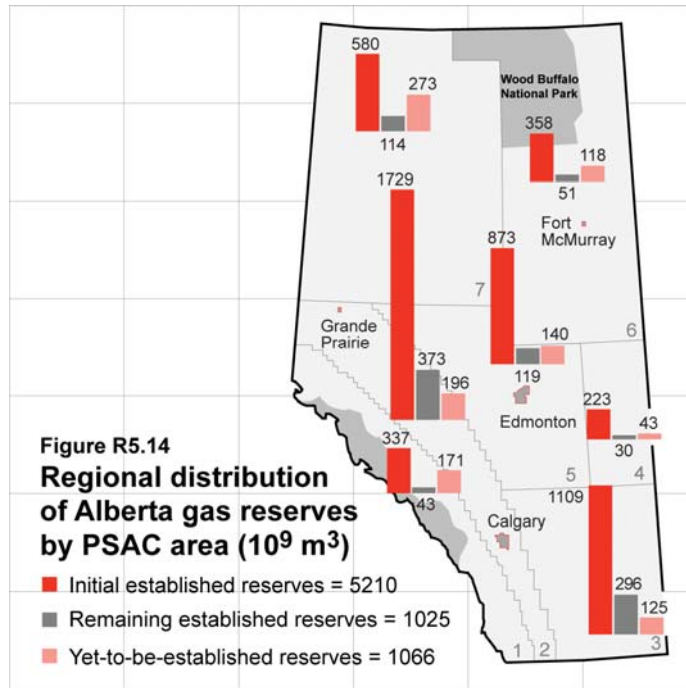 580
273
114
Wood Buffalo
National Park
358
118
51
1729
Fort
McMurray
873
7
6
Grande
Prairie
140
373
119
196
Edmonton
223
43
30
337
171
43
5
4
1109
Calgary
296
125
1
2
3
Figure R5.14
Regional distribution
of Alberta gas reserves
by PSAC area (10⁹ m³)
Initial established reserves = 5210
Remaining established reserves = 1025
Yet-to-be-established reserves = 1066